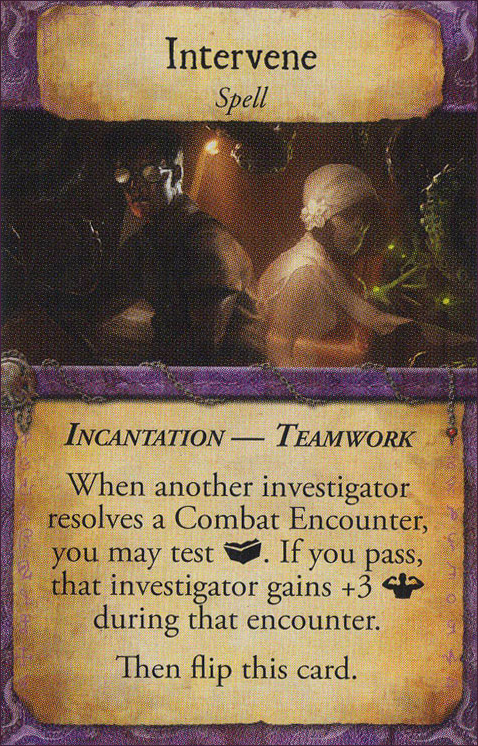 Intervene
Spell
INCANTATION — TEAMWORK
When another investigator
resolves a Combat Encounter,
you may test . If you pass,
that investigator gains +3
during that encounter.
Then flip this card.